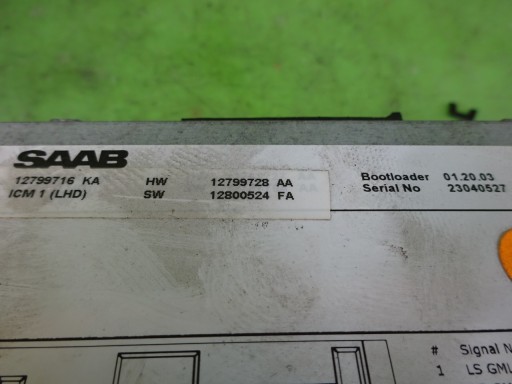 SAAB
12799716 KA HW 12799728 AA Bootloader 01.20.03
ICM 1 (LHD) SW 12800524 FA Serial No 23040527
# Signal N
1 LS GML